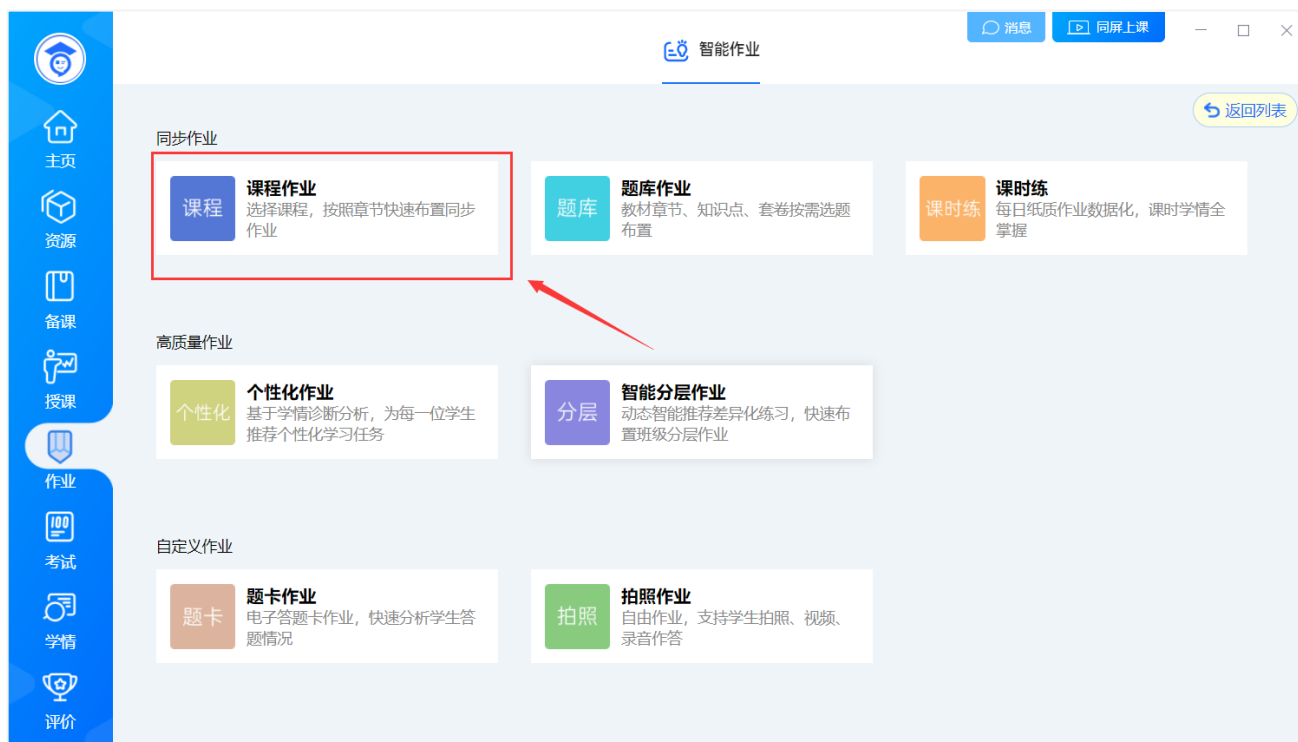 消息
同屏上课
智能作业
返回列表
主页
资源
备课
授课
作业
100
考试
学情
评价
同步作业
课程
课程作业
选择课程，按照章节快速布置同步
作业
题库
题库作业
教材章节、知识点、套卷按需选题
布置
课时练
课时练
每日纸质作业数据化，课时学情全
掌握
高质量作业
个性化
个性化作业
基于学情诊断分析，为每一位学生
推荐个性化学习任务
分层
智能分层作业
动态智能推荐差异化练习，快速布
置班级分层作业
自定义作业
题卡
题卡作业
电子答题卡作业，快速分析学生答
题情况
拍照
拍照作业
自由作业，支持学生拍照、视频、
录音作答